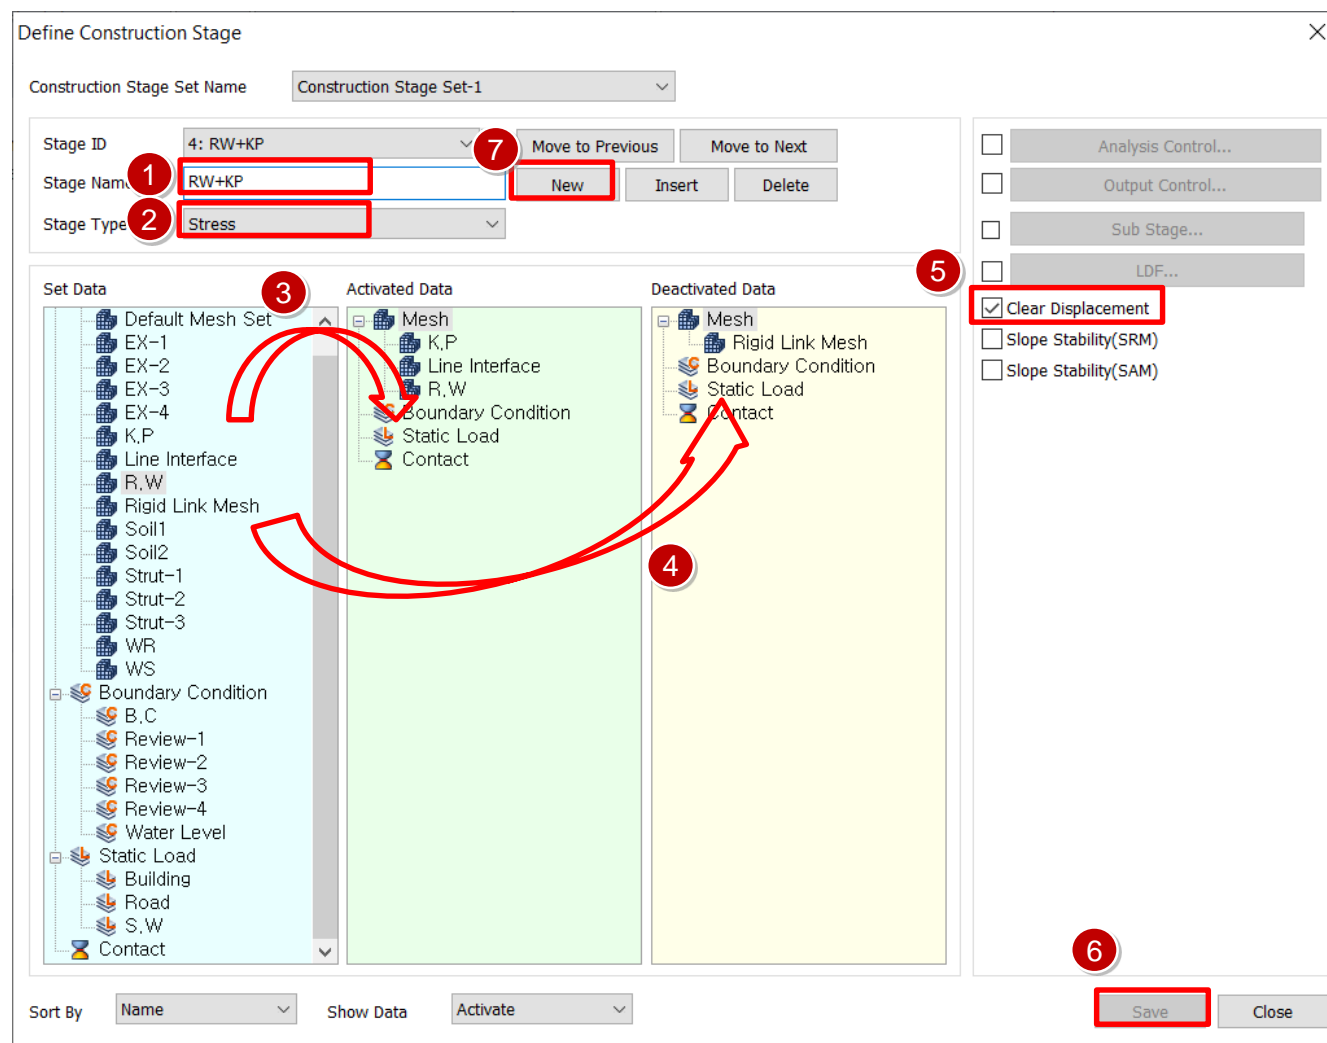 Define Construction Stage
Construction Stage Set Name
Construction Stage Set-1
Stage ID
4: RW+KP
7
Move to Previous
Move to Next
Stage Name
1
RW+KP
New
Insert
Delete
Stage Type
2
Stress
Analysis Control...
Output Control...
Sub Stage...
5
LDF...
Clear Displacement
Slope Stability(SRM)
Slope Stability(SAM)
Set Data
3
Default Mesh Set
EX-1
EX-2
EX-3
EX-4
K,P
Line Interface
R,W
Rigid Link Mesh
Soil1
Soil2
Strut-1
Strut-2
Strut-3
WR
WS
Boundary Condition
B,C
Review-1
Review-2
Review-3
Review-4
Water Level
Static Load
Building
Road
S,W
Contact
Activated Data
Mesh
K,P
Line Interface
R,W
Boundary Condition
Static Load
Contact
Deactivated Data
Mesh
Rigid Link Mesh
Boundary Condition
Static Load
Contact
4
6
Sort By
Name
Show Data
Activate
Save
Close